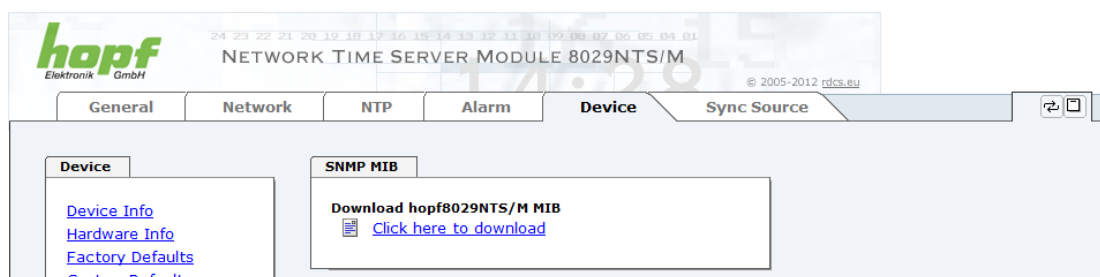 hopf
Elektronik GmbH
24 23 22 21 20 19 18 17 16 15 14 13 12 11 10 09 08 07 06 05 04 01
NETWORK TIME SERVER MODULE 8029NTS/M
14:28
© 2005-2012 rdcs.eu
General Network NTP Alarm Device Sync Source
Device
SNMP MIB
Device Info
Hardware Info
Factory Defaults
Download hopf8029NTS/M MIB
Click here to download